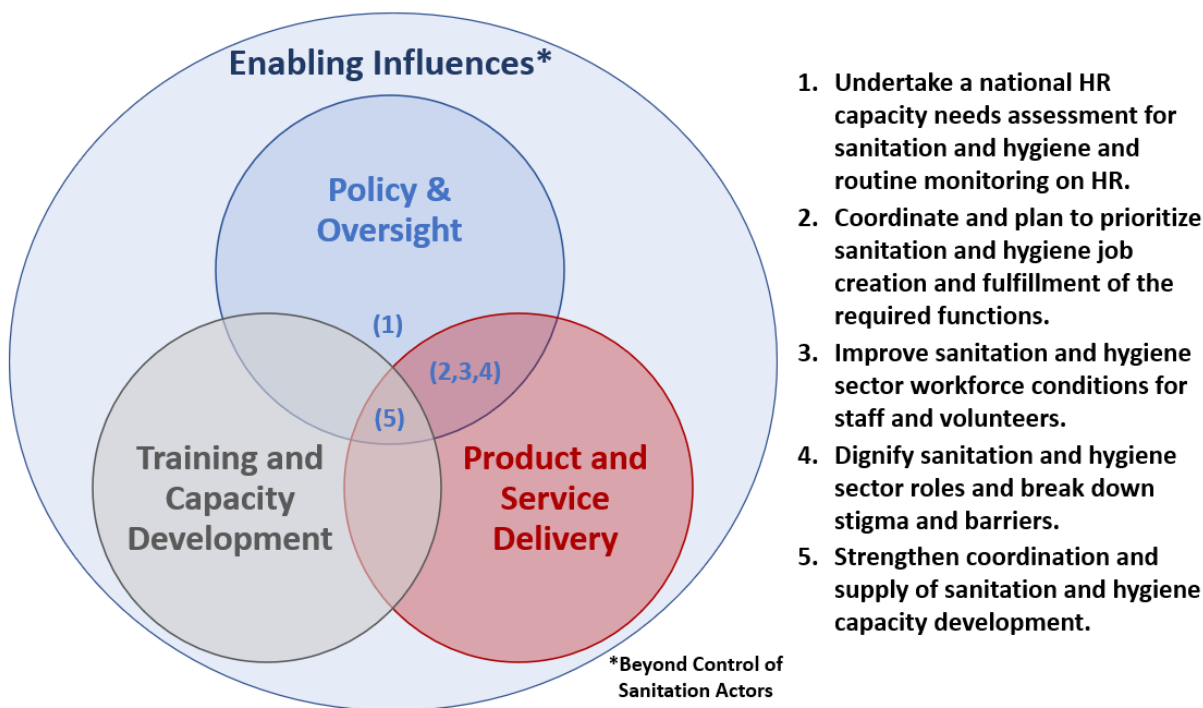 Enabling Influences*
Policy &
Oversight
(1)
(2,3,4)
(5)
Training and
Capacity
Development
Product and
Service
Delivery
*Beyond Control of
Sanitation Actors
1. Undertake a national HR
capacity needs assessment for
sanitation and hygiene and
routine monitoring on HR.
2. Coordinate and plan to prioritize
sanitation and hygiene job
creation and fulfillment of the
required functions.
3. Improve sanitation and hygiene
sector workforce conditions for
staff and volunteers.
4. Dignify sanitation and hygiene
sector roles and break down
stigma and barriers.
5. Strengthen coordination and
supply of sanitation and hygiene
capacity development.